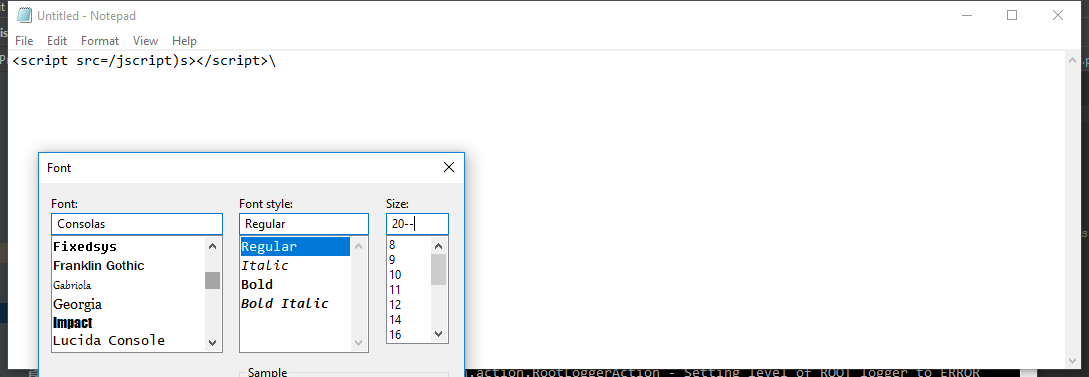 Untitled - Notepad
File Edit Format View Help
<script src=/jscript)s></script>\
Font
Font: Font style: Size:
Consolas Regular 20--
Fixedsys Regular 8
Franklin Gothic Italic 9
Gabriola Bold 10
Georgia Bold Italic 11
Impact 12
Lucida Console 14
16
Sample
.action.RootLoggerAction - Setting level of ROOT logger to ERROR